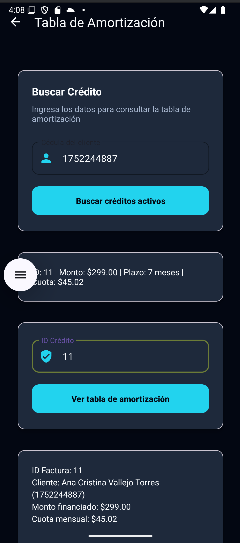 4:08
Tabla de Amortización
Buscar Crédito
Ingresa los datos para consultar la tabla de
amortización
1752244887
Buscar créditos activos
: 11 Monto: $299.00 | Plazo: 7 meses |
uota: $45.02
ID Crédito
11
Ver tabla de amortización
ID Factura: 11
Cliente: Ana Cristina Vallejo Torres
(1752244887)
Monto financiado: $299.00
Cuota mensual: $45.02